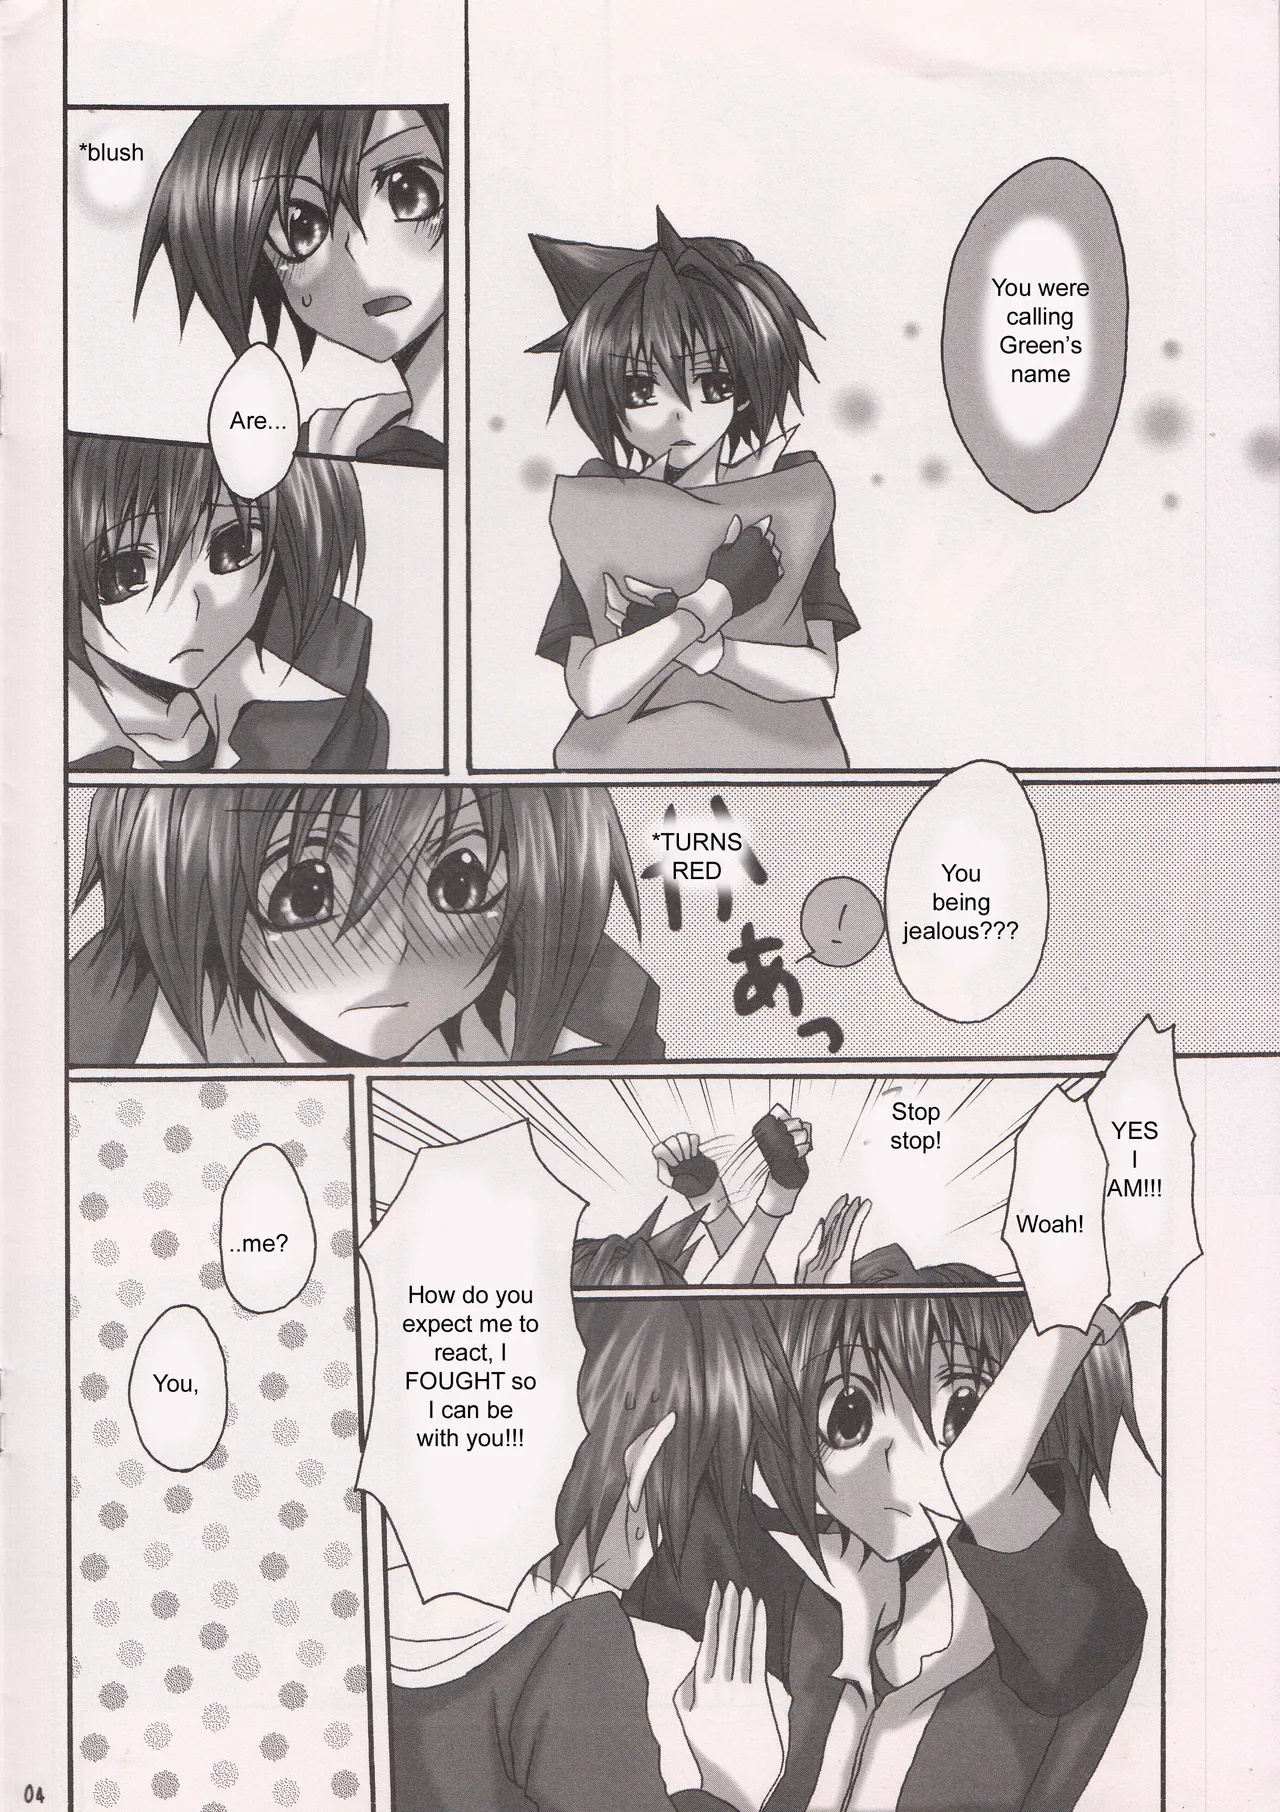 You were
calling
Green's
name
*blush
Are...
You
being
jealous???
!
*TURNS
RED
あっ
YES
I
AM!!!
Woah!
Stop
stop!
How do you
expect me to
react, I
FOUGHT so
I can be
with you!!!
..me?
You,
04